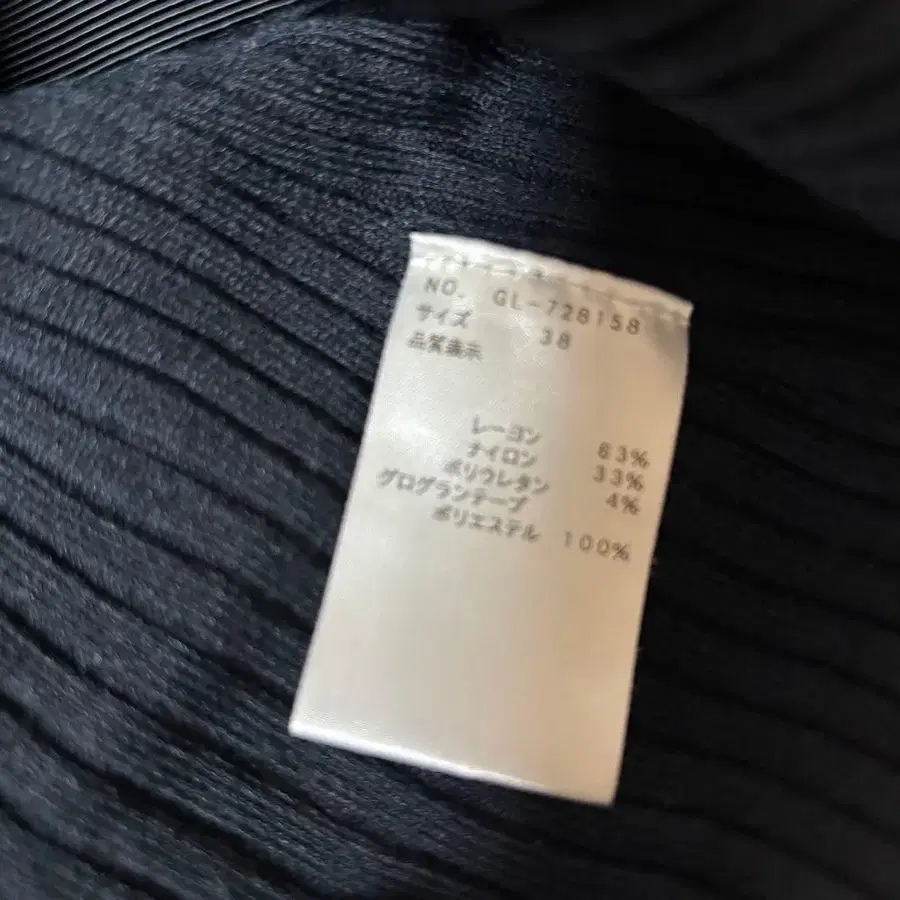 NO. GL-728158
サイズ 38
品質表示
レーヨン 63%
ナイロン 33%
ポリウレタン 4%
グログランテープ
ポリエステル 100%